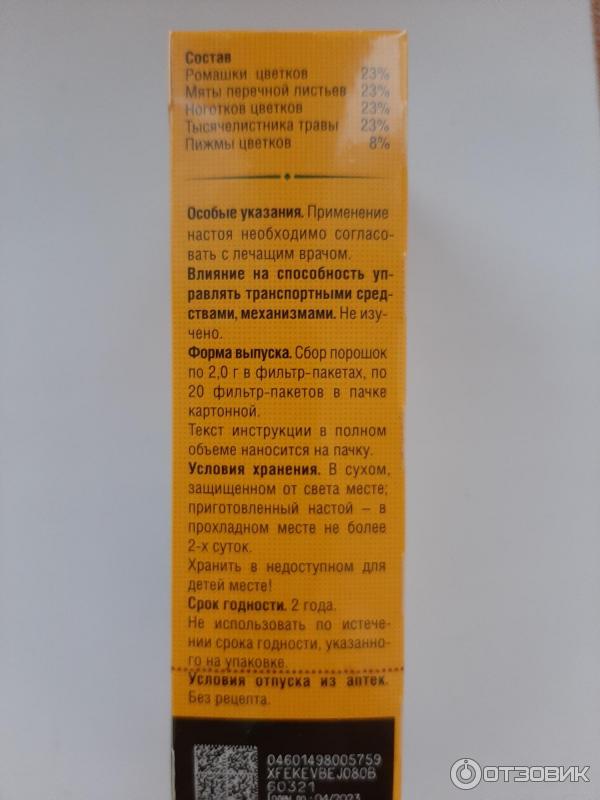 Состав
Ромашки цветков 23%
Мяты перечной листьев 23%
Ноготков цветков 23%
Тысячелистника травы 23%
Пижмы цветков 8%
Особые указания. Применение
настоя необходимо согласо-
вать с лечащим врачом.
Влияние на способность уп-
равлять транспортными сред-
ствами, механизмами. Не изу-
чено.
Форма выпуска. Сбор порошок
по 2,0 г в фильтр-пакетах, по
20 фильтр-пакетов в пачке
картонной.
Текст инструкции в полном
объеме наносится на пачку.
Условия хранения. В сухом,
защищенном от света месте;
приготовленный настой – в
прохладном месте не более
2-х суток.
Хранить в недоступном для
детей месте!
Срок годности. 2 года.
Не использовать по истече-
нии срока годности, указанно-
го на упаковке.
Условия отпуска из аптек.
Без рецепта.
04601498005759
XFEKEVBEJ080B
60321
04/2023
ОТЗОВИК